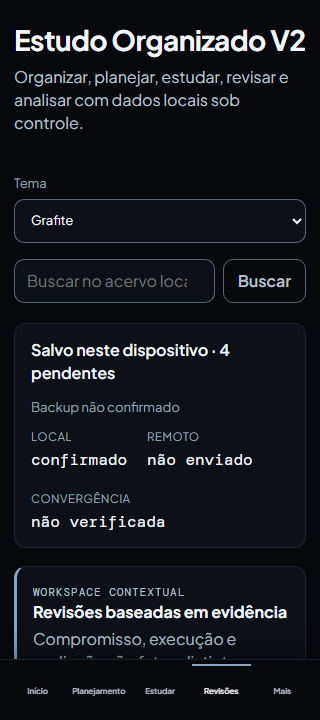 Estudo Organizado V2
Organizar, planejar, estudar, revisar e
analisar com dados locais sob
controle.
Tema
Grafite
Buscar no acervo loca
Buscar
Salvo neste dispositivo · 4
pendentes
Backup não confirmado
LOCAL REMOTO
confirmado não enviado
CONVERGÊNCIA
não verificada
WORKSPACE CONTEXTUAL
Revisões baseadas em evidência
Compromisso, execução e
Início Planejamento Estudar Revisões Mais